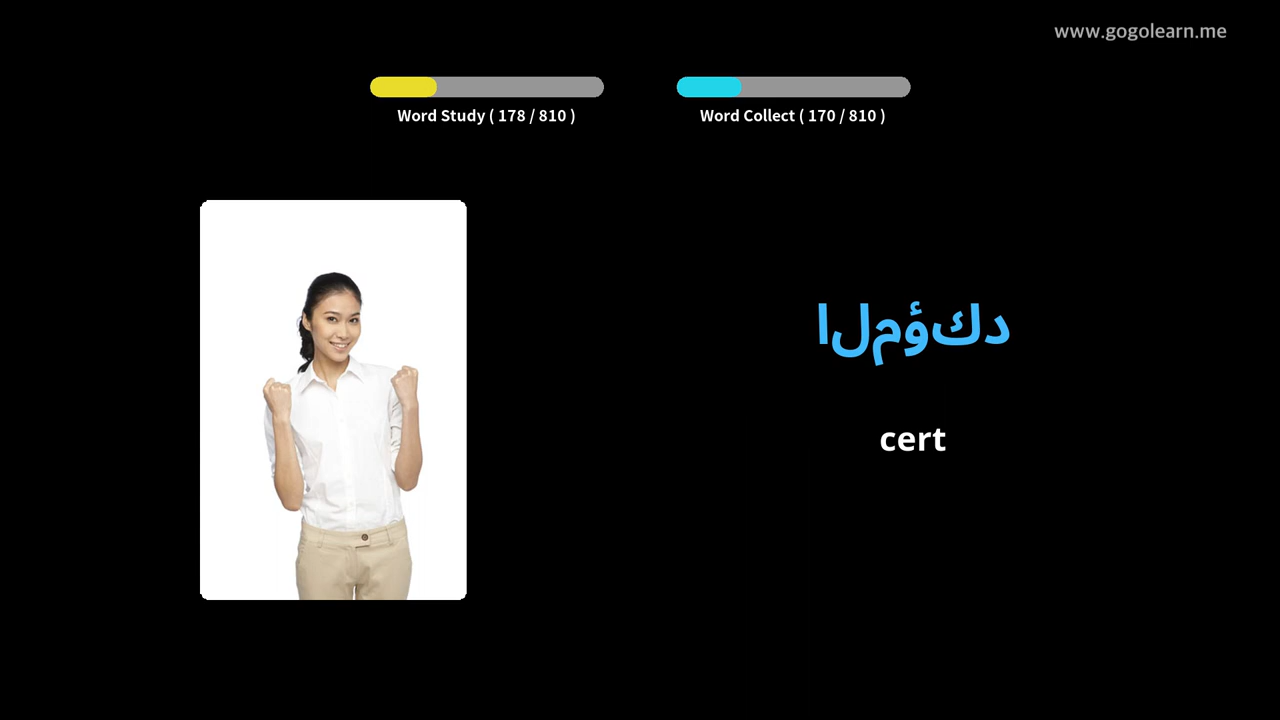 www.gogolearn.me
Word Study ( 178 / 810 )
Word Collect ( 170 / 810 )
المؤكد
cert